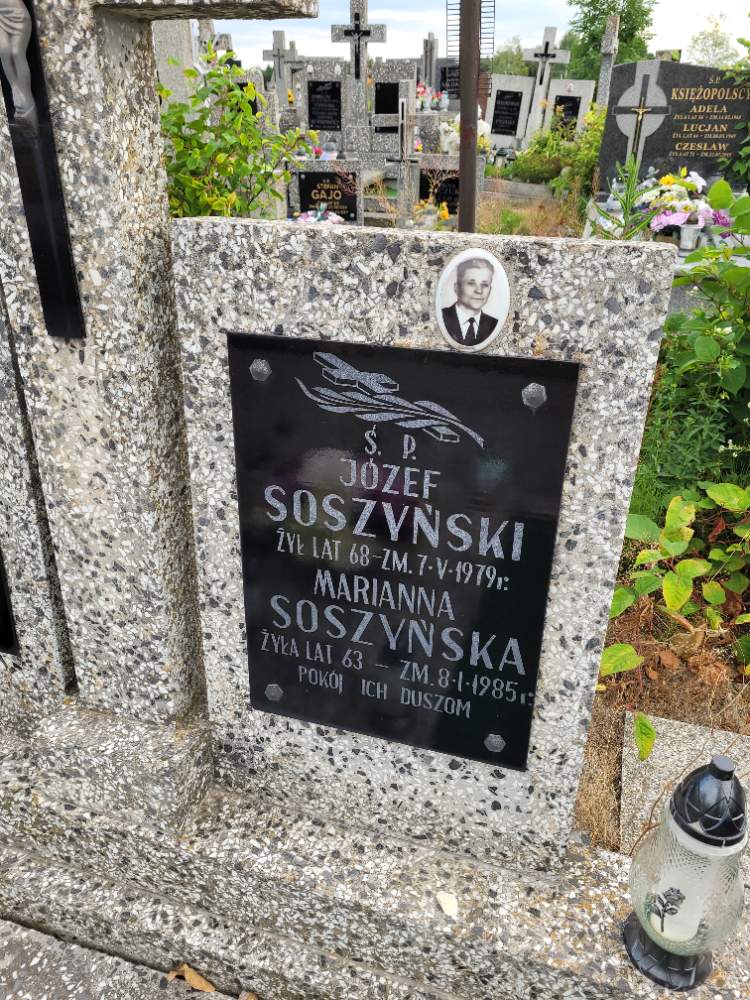 Ś. P.
JÓZEF
SOSZYŃSKI
ŻYŁ LAT 68 - ZM. 7·V·1979 r:
MARIANNA
SOSZYŃSKA
ŻYŁA LAT 63 - ZM. 8·I·1985 r:
POKÓJ ICH DUSZOM
Ś.P.
KSIĘŻOPOLSCY
ADELA
LUCJAN
CZESŁAW
STEFAN
GAJO